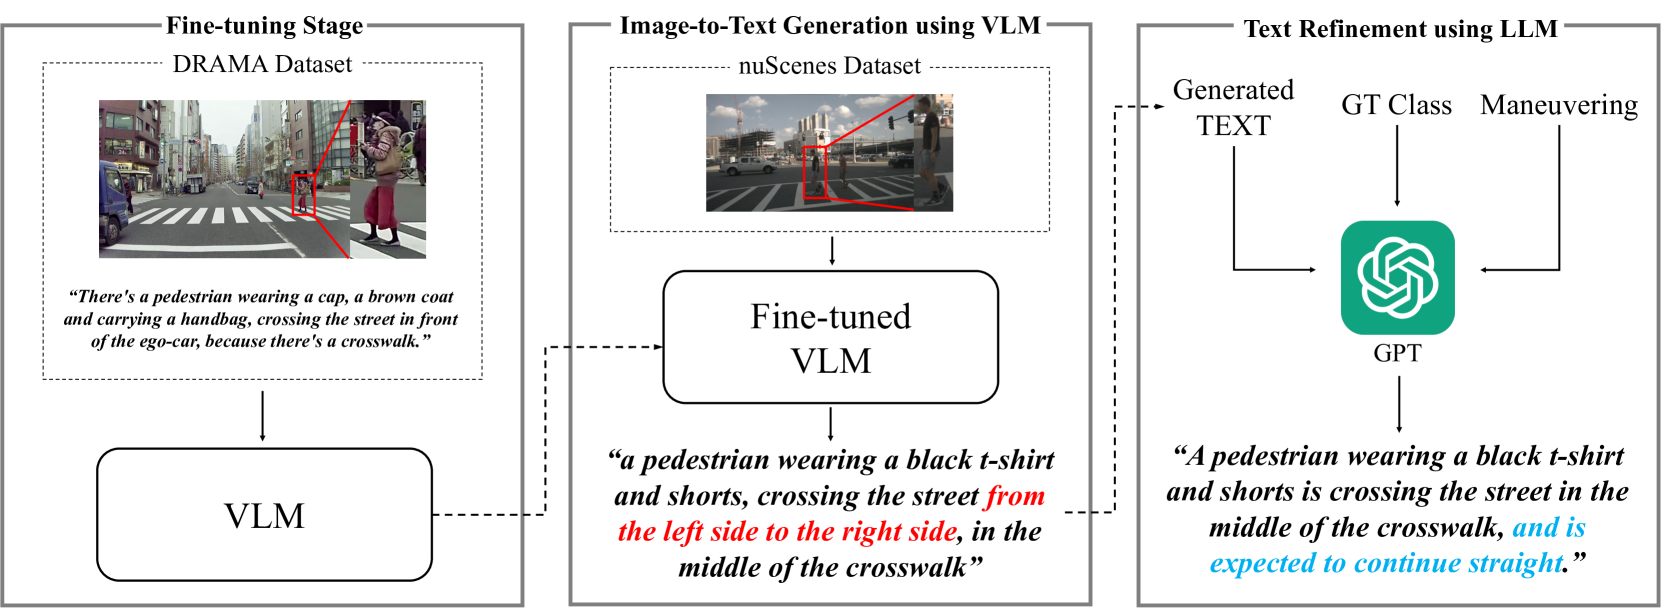 Fine-tuning Stage
DRAMA Dataset
“There's a pedestrian wearing a cap, a brown coat
and carrying a handbag, crossing the street in front
of the ego-car, because there's a crosswalk.”
VLM
Image-to-Text Generation using VLM
nuScenes Dataset
Fine-tuned
VLM
“a pedestrian wearing a black t-shirt
and shorts, crossing the street from
the left side to the right side, in the
middle of the crosswalk”
Text Refinement using LLM
Generated
TEXT
GT Class
Maneuvering
GPT
“A pedestrian wearing a black t-shirt
and shorts is crossing the street in the
middle of the crosswalk, and is
expected to continue straight.”